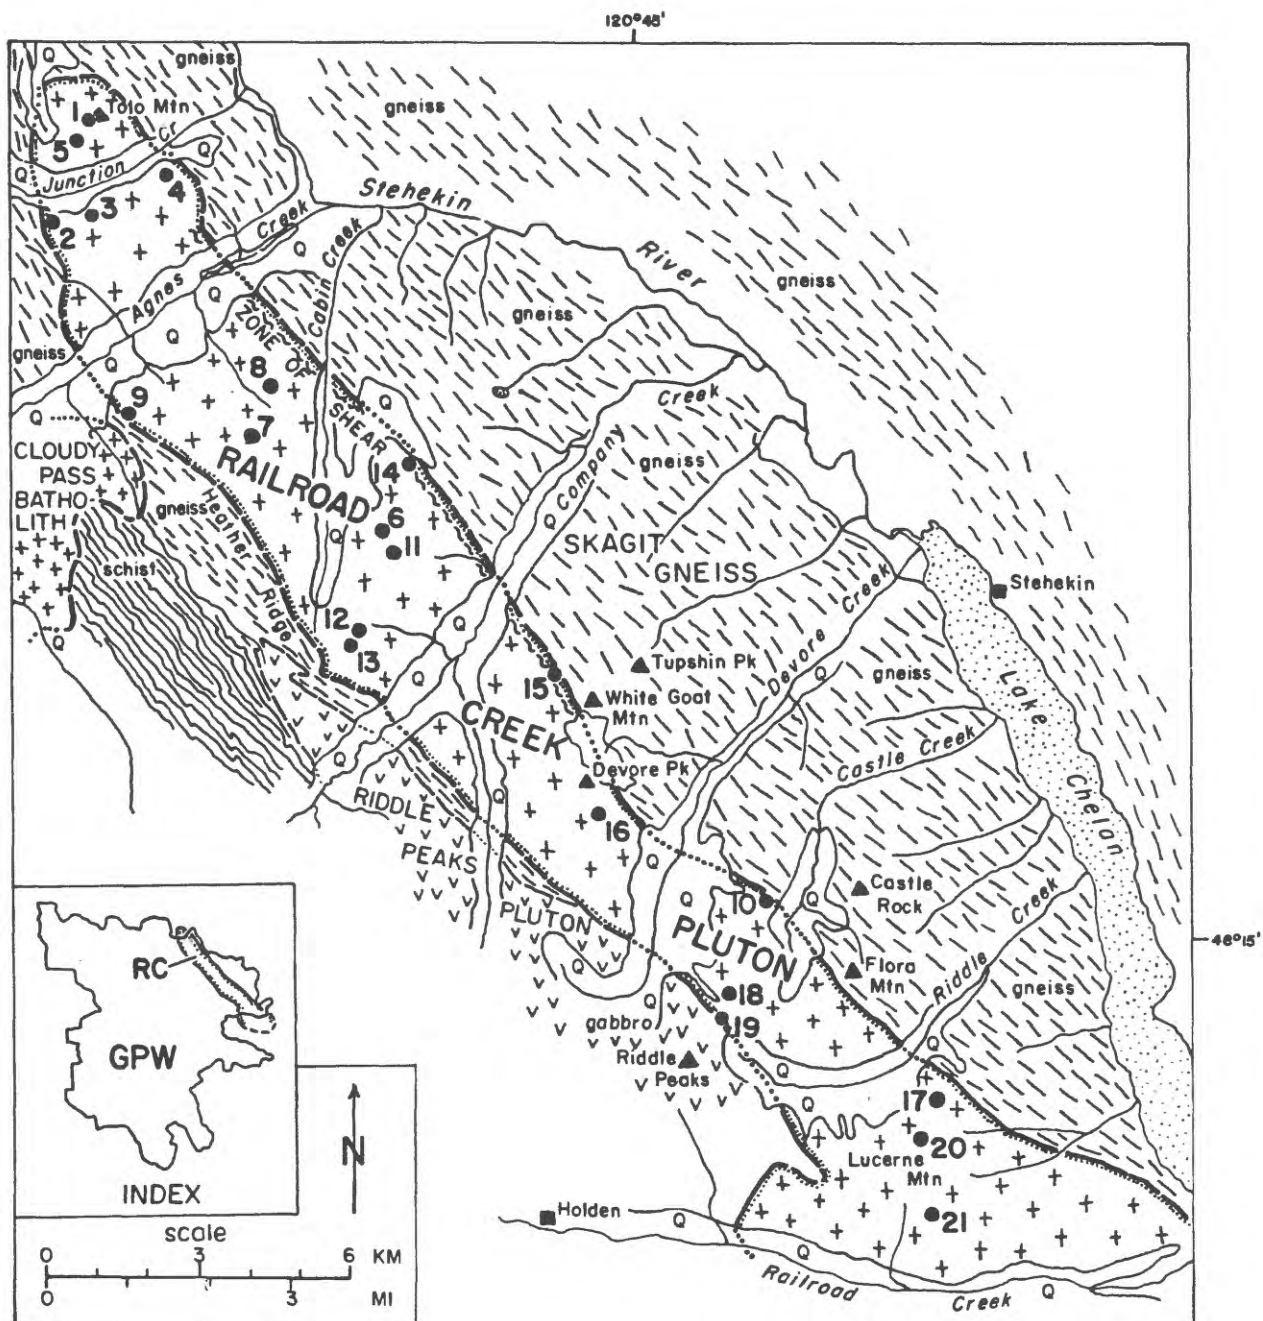 120°45'
Q
gneiss
1
Tolo Mtn
5
Cr
Q
Q
Junction
4
gneiss
Stehekin
3
2
Creek
River
Q
Cabin Creek
Agnes
Q
gneiss
gneiss
ZONE OF
SHEAR
Q
Q
gneiss
8
Q
Creek
9
7
Q
Company
gneiss
CLOUDY
PASS
BATHO-
LITH
RAILROAD
14
Q
gneiss
Heather
Ridge
6
11
Q
SKAGIT
GNEISS
schist
Creek
Stehekin
12
13
Q
Q
Tupshin Pk
15
White Goat
Mtn
Devore
Q
gneiss
Lake
Chelan
CREEK
Q
Devore Pk
Castle Creek
RIDDLE
PEAKS
PLUTON
Q
16
Q
10
Q
Castle
Rock
Creek
48°15'
PLUTON
Riddle
RC
Q
Flora
Mtn
gneiss
18
Q
gabbro
19
GPW
Riddle
Peaks
Q
17
20
Lucerne
Mtn
N
INDEX
Holden
Q
21
scale
0 3 6 KM
Q
Railroad
Creek
Q
0 3 MI